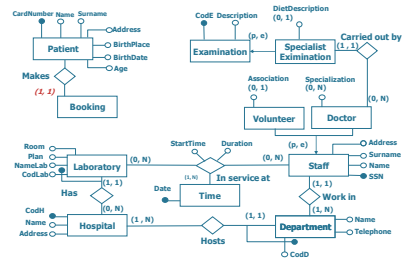 CardNumber Name Surname
Address
Patient
BirthPlace
BirthDate
Age
Makes
(1, 1)
Booking
DietDescription
(0, 1)
CodE Description
(p, e)
Examination
Specialist
Eximination
(1 , 1)
Carried out by
Association
(0, 1)
Specialization
(0, N)
(0, N)
Volunteer
Doctor
(p, e)
Room
Plan
NameLab
CodLab
Laboratory
(0, N)
StartTime
Duration
(0, N)
Staff
Address
Surname
Name
SSN
(1, 1)
Has
(0, N)
(1, N)
In service at
Date
Time
(1, 1)
Work in
(1, N)
CodH
Name
Address
Hospital
(1 , N)
Hosts
(1, 1)
Department
Name
Telephone
CodD